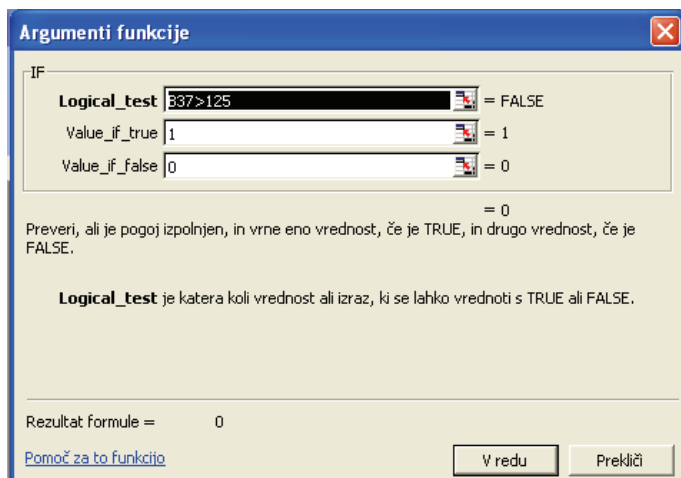 Argumenti funkcije
IF
Logical_test B37>125 = FALSE
Value_if_true 1 = 1
Value_if_false 0 = 0
= 0
Preveri, ali je pogoj izpolnjen, in vrne eno vrednost, če je TRUE, in drugo vrednost, če je
FALSE.
Logical_test je katera koli vrednost ali izraz, ki se lahko vrednoti s TRUE ali FALSE.
Rezultat formule = 0
Pomoč za to funkcijo V redu Prekliči